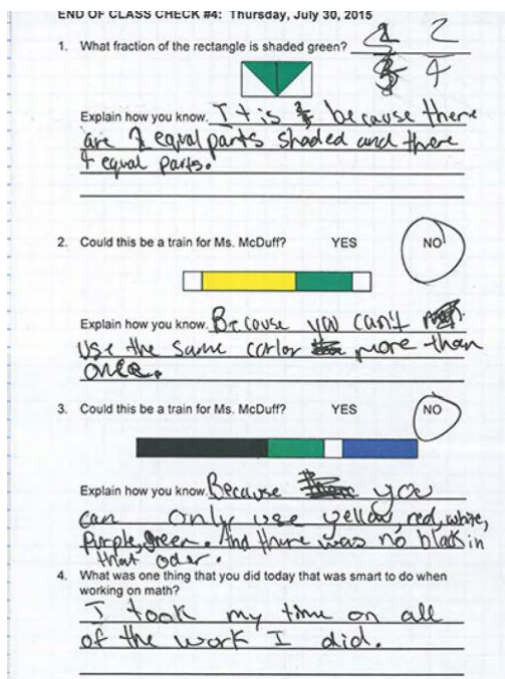 END OF CLASS CHECK #4: Thursday, July 30, 2015
1. What fraction of the rectangle is shaded green? 2
4
Explain how you know. It is because there
are 2 equal parts shaded and there
4 equal parts.
2. Could this be a train for Ms. McDuff? YES NO
Explain how you know. Because you can't
use the same corlor more than
once.
3. Could this be a train for Ms. McDuff? YES NO
Explain how you know. Because you
can only use yellow, red, white,
Purple, green. And there was no black in
that oder.
4. What was one thing that you did today that was smart to do when
working on math?
I took my time on all
of the work I did.